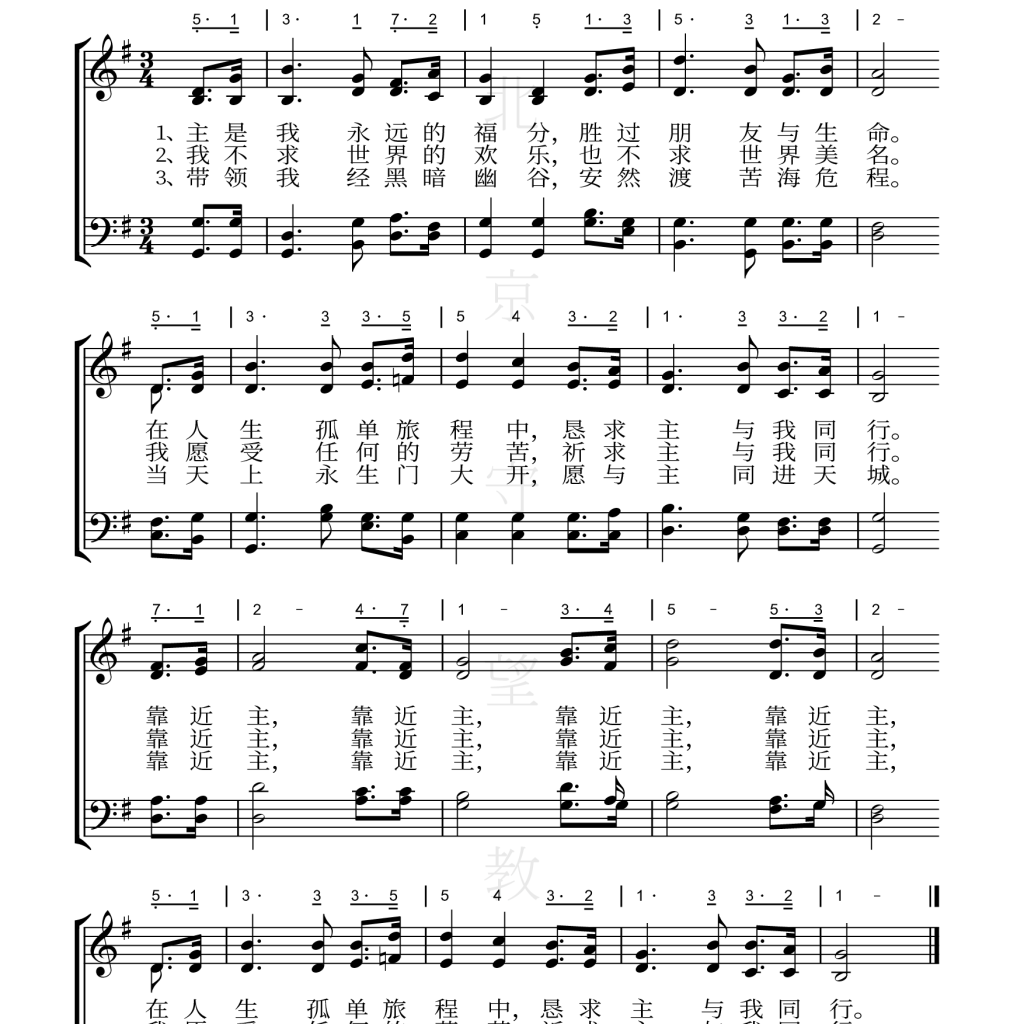 5· 1 | 3· 1 7· 2 | 1 5 1· 3 | 5· 3 1· 3 | 2 –
3 4
1、主是我 永远的福 分，胜过朋 友与生命。
2、我不求 世界的欢 乐，也不求 世界美名。
3、带领我 经黑暗幽 谷，安然渡 苦海危程。
3 4
5· 1 | 3· 3 3· 5 | 5 4 3· 2 | 1· 3 3· 2 | 1 –
在人生 孤单旅程 中，恳求主 与我同行。
我愿受 任何的劳 苦，祈求主 与我同行。
当天上 永生门大 开，愿与主 同进天城。
7· 1 | 2 – 4· 7 | 1 – 3· 4 | 5 – 5· 3 | 2 –
靠近主， 靠近主， 靠近主， 靠近主，
靠近主， 靠近主， 靠近主， 靠近主，
靠近主， 靠近主， 靠近主， 靠近主，
5· 1 | 3· 3 3· 5 | 5 4 3· 2 | 1· 3 3· 2 | 1 –
在人生 孤单旅程 中，恳求主 与我同行。
北京守望教